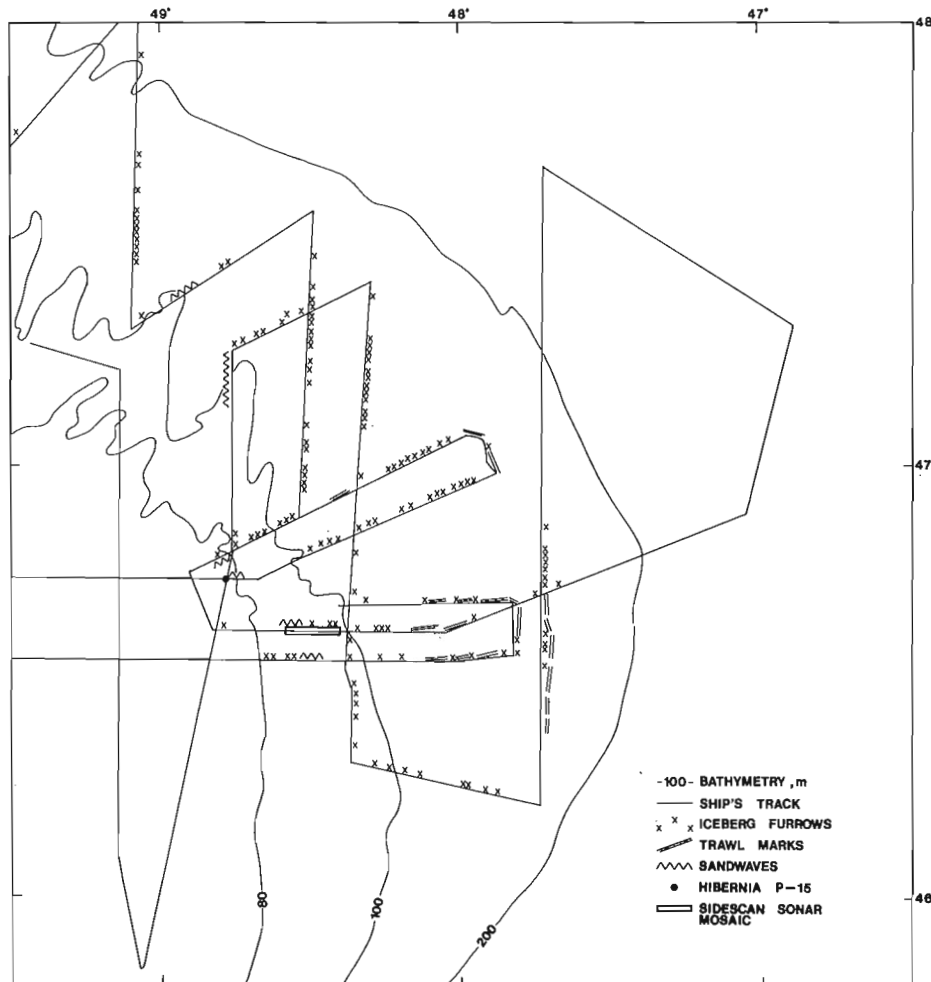 49° 48° 47° 48
47
46
80
100
200
-100- BATHYMETRY, m
SHIP'S TRACK
ICEBERG FURROWS
TRAWL MARKS
SANDWAVES
HIBERNIA P-15
SIDESCAN SONAR
MOSAIC